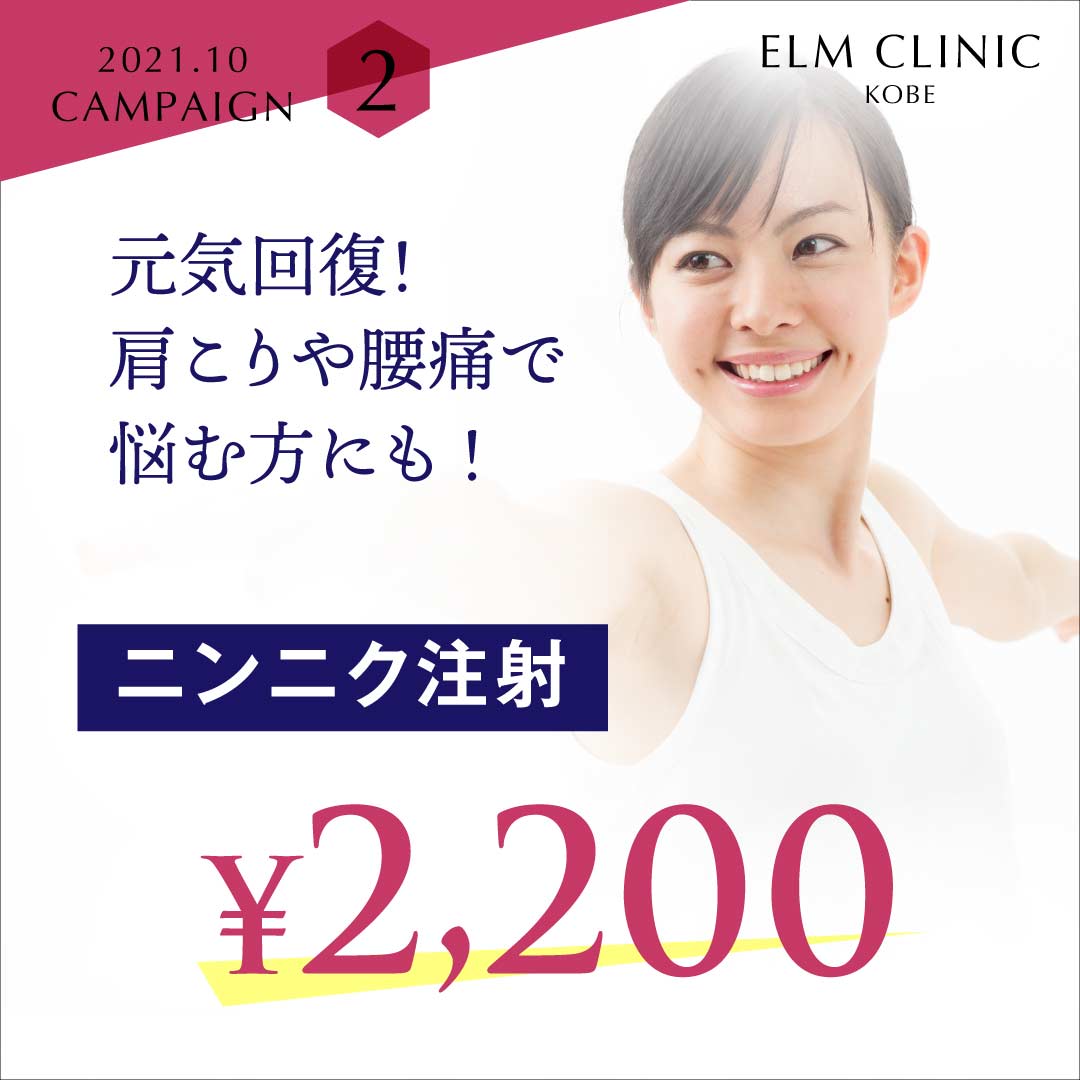 2021.10
CAMPAIGN
2
ELM CLINIC
KOBE
元気回復!
肩こりや腰痛で
悩む方にも！
ニンニク注射
¥2,200